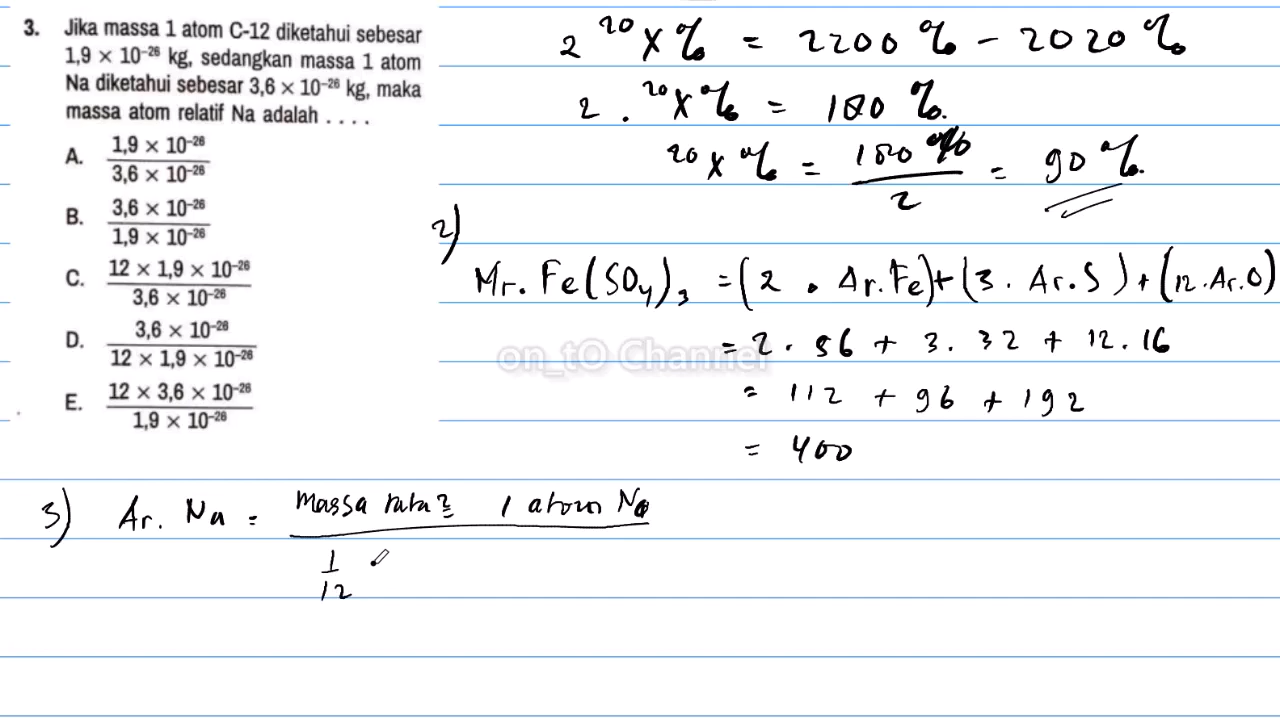 3. Jika massa 1 atom C-12 diketahui sebesar
1,9 × 10⁻²⁶ kg, sedangkan massa 1 atom
Na diketahui sebesar 3,6 × 10⁻²⁶ kg, maka
massa atom relatif Na adalah . . . .
A. 1,9 × 10⁻²⁶ / 3,6 × 10⁻²⁶
B. 3,6 × 10⁻²⁶ / 1,9 × 10⁻²⁶
C. 12 × 1,9 × 10⁻²⁶ / 3,6 × 10⁻²⁶
D. 3,6 × 10⁻²⁶ / 12 × 1,9 × 10⁻²⁶
E. 12 × 3,6 × 10⁻²⁶ / 1,9 × 10⁻²⁶
2 ²⁰X % = 2200 % - 2020 %
2 . ²⁰X % = 180 %.
²⁰X % = 180 % / 2 = 90 %.
2)
Mr. Fe(SO₄)₃ = (2 . Ar.Fe)+(3. Ar.S)+(12.Ar.O)
= 2. 56 + 3. 32 + 12. 16
= 112 + 96 + 192
= 400
on_tO Channel
3) Ar. Na = massa rata2 1 atom Na
1
12